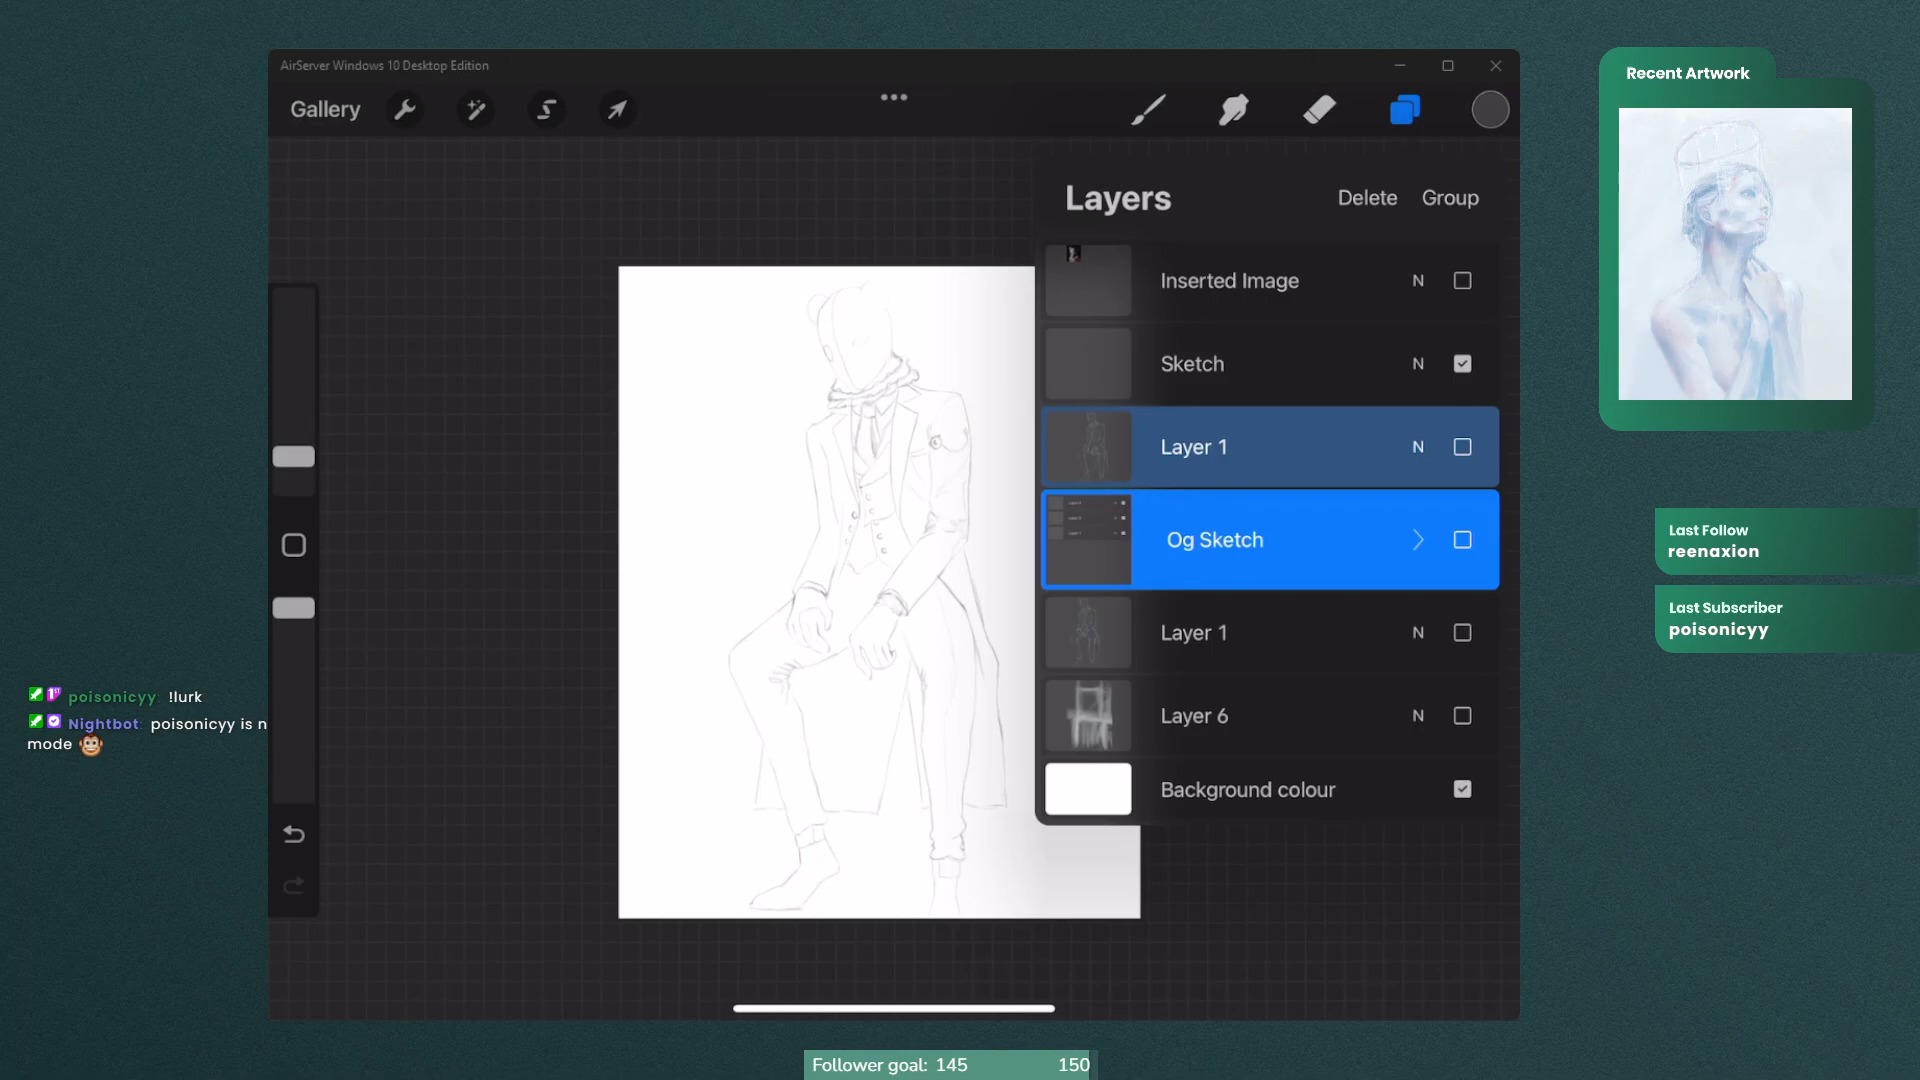 AirServer Windows 10 Desktop Edition
Gallery
Layers
Delete
Group
Inserted Image
N
Sketch
N
Layer 1
N
Og Sketch
Layer 1
N
Layer 6
N
Background colour
Recent Artwork
Last Follow
reenaxion
Last Subscriber
poisonicyy
poisonicyy: !lurk
Nightbot: poisonicyy is n
mode
Follower goal: 145
150